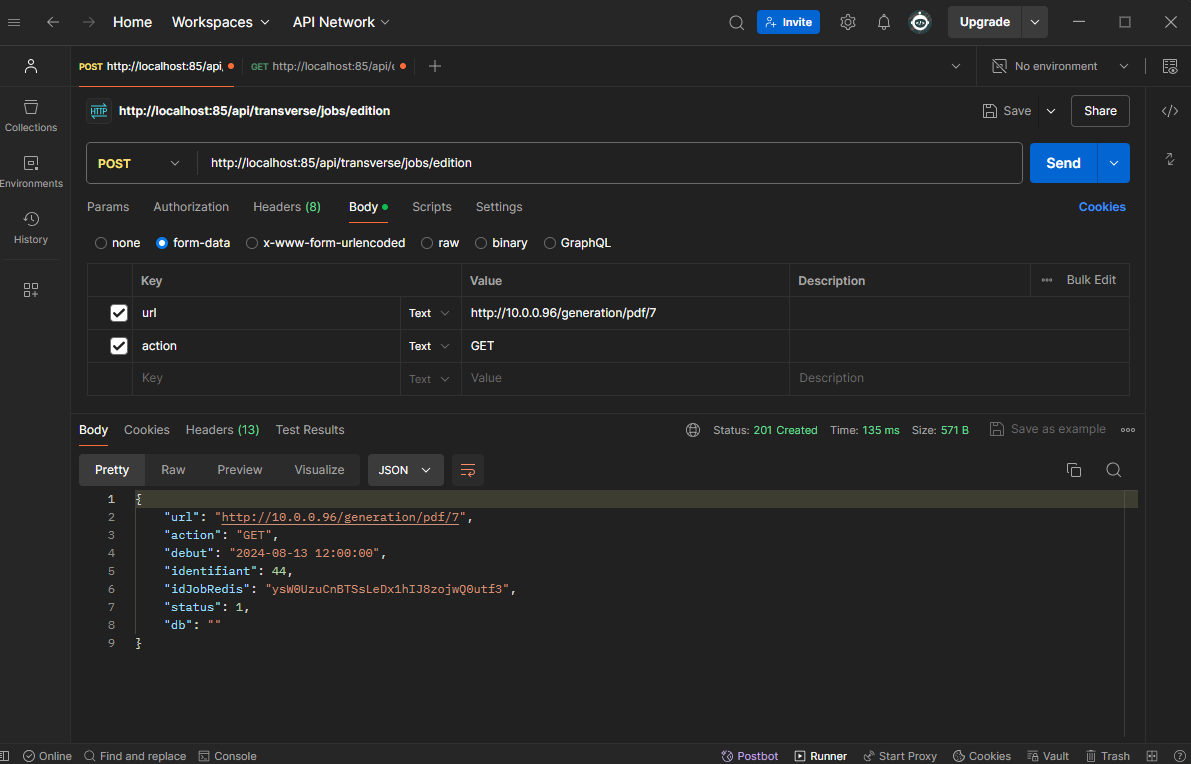 Home Workspaces API Network Invite Upgrade
POST http://localhost:85/api, GET http://localhost:85/api/ No environment
HTTP http://localhost:85/api/transverse/jobs/edition Save Share
Collections
Environments
History
POST http://localhost:85/api/transverse/jobs/edition Send
Params Authorization Headers (8) Body Scripts Settings Cookies
none form-data x-www-form-urlencoded raw binary GraphQL
Key Value Description Bulk Edit
url Text http://10.0.0.96/generation/pdf/7
action Text GET
Key Text Value Description
Body Cookies Headers (13) Test Results Status: 201 Created Time: 135 ms Size: 571 B Save as example
Pretty Raw Preview Visualize JSON
1 {
2 "url": "http://10.0.0.96/generation/pdf/7",
3 "action": "GET",
4 "debut": "2024-08-13 12:00:00",
5 "identifiant": 44,
6 "idJobRedis": "ysW0UzuCnBTSsLeDx1hIJ8zojwQ0utf3",
7 "status": 1,
8 "db": ""
9 }
Online Find and replace Console Postbot Runner Start Proxy Cookies Vault Trash